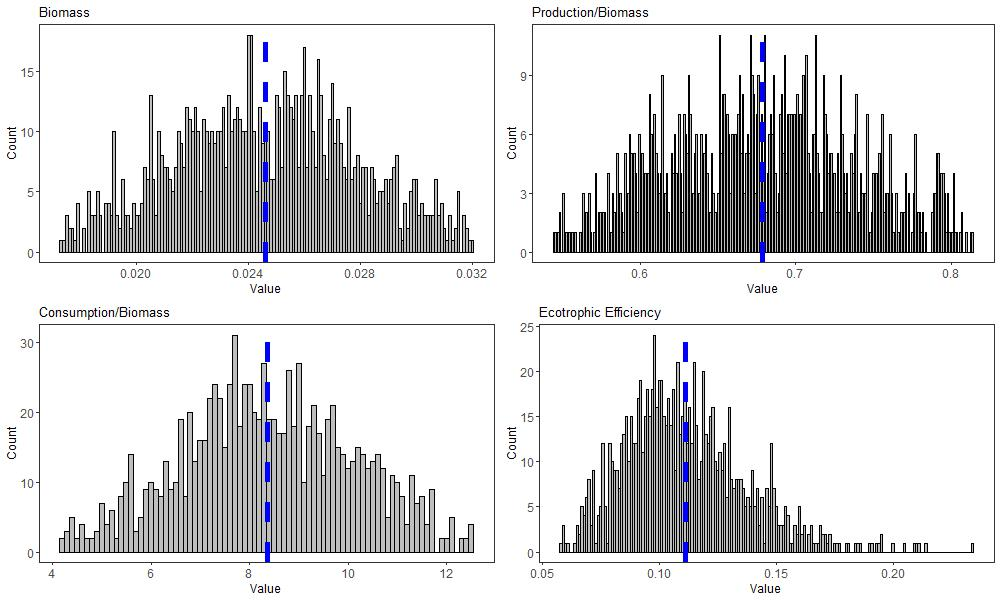 Biomass
Count
15
10
5
0
0.020 0.024 0.028 0.032
Value
Production/Biomass
Count
9
6
3
0
0.6 0.7 0.8
Value
Consumption/Biomass
Count
30
20
10
0
4 6 8 10 12
Value
Ecotrophic Efficiency
Count
25
20
15
10
5
0
0.05 0.10 0.15 0.20
Value